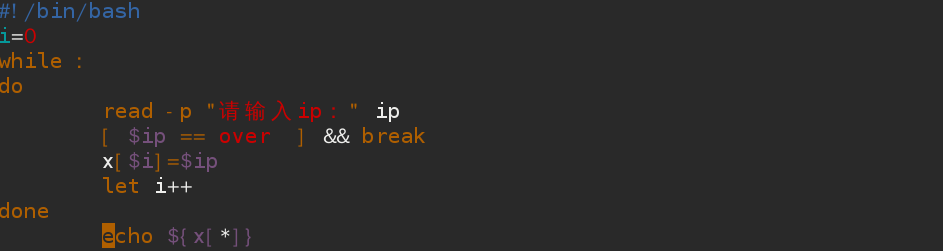 #!/bin/bash
i=0
while :
do
        read -p "请输入ip：" ip
        [ $ip == over  ] && break
        x[$i]=$ip
        let i++
done
        echo ${x[*]}